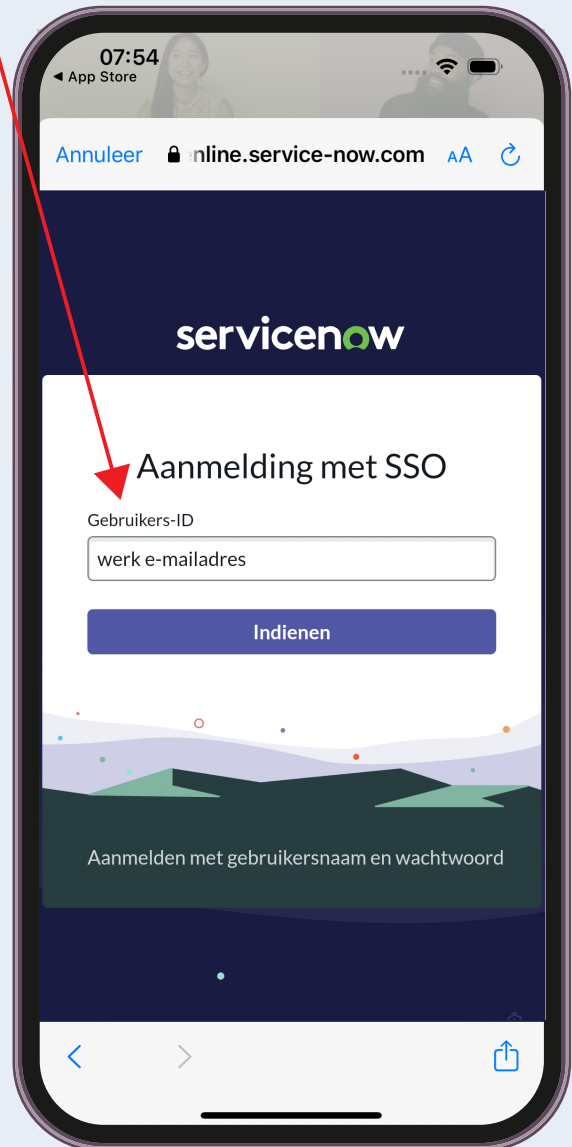 07:54
App Store
Annuleer nline.service-now.com AA
servicenow
Aanmelding met SSO
Gebruikers-ID
werk e-mailadres
Indienen
Aanmelden met gebruikersnaam en wachtwoord